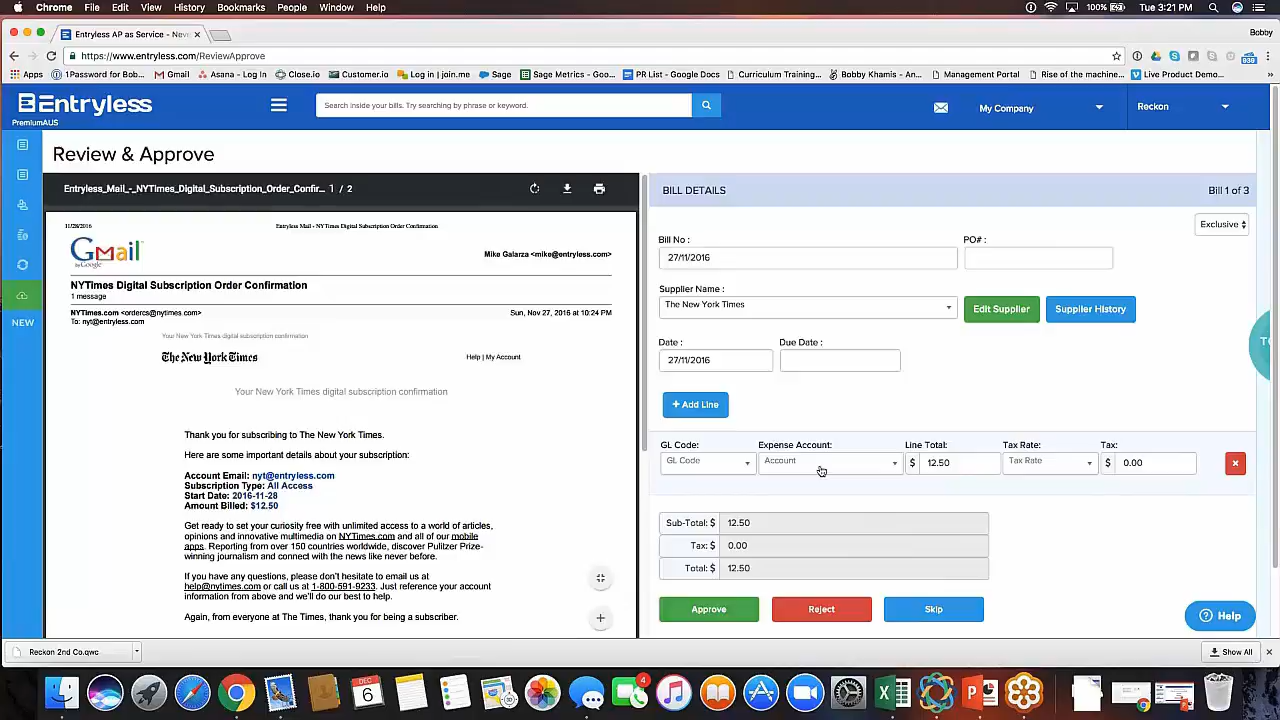 Chrome File Edit View History Bookmarks People Window Help 100% Tue 3:21 PM
Entryless AP as Service - Neve Bobby
https://www.entryless.com/ReviewApprove
Apps 1Password for Bob... Gmail Asana - Log In Close.io Customer.io Log in | join.me Sage Sage Metrics - Goo... PR List - Google Docs Curriculum Training... Bobby Khamis - An... Management Portal Rise of the machine... Live Product Demo...
Entryless
PremiumAUS
Search inside your bills. Try searching by phrase or keyword.
My Company
Reckon
Review & Approve
NEW
Entryless_Mail_-_NYTimes_Digital_Subscription_Order_Confir... 1 / 2
11/28/2016 Entryless Mail - NYTimes Digital Subscription Order Confirmation
Gmail
by Google
Mike Galarza <mike@entryless.com>
NYTimes Digital Subscription Order Confirmation
1 message
NYTimes.com <ordercs@nytimes.com> Sun, Nov 27, 2016 at 10:24 PM
To: nyt@entryless.com
Your New York Times digital subscription confirmation
The New York Times Help | My Account
Your New York Times digital subscription confirmation
Thank you for subscribing to The New York Times.
Here are some important details about your subscription:
Account Email: nyt@entryless.com
Subscription Type: All Access
Start Date: 2016-11-28
Amount Billed: $12.50
Get ready to set your curiosity free with unlimited access to a world of articles,
opinions and innovative multimedia on NYTimes.com and all of our mobile
apps. Reporting from over 150 countries worldwide, discover Pulitzer Prize-
winning journalism and connect with the news like never before.
If you have any questions, please don't hesitate to email us at
help@nytimes.com or call us at 1-800-591-9233. Just reference your account
information from above and we'll do our best to help.
Again, from everyone at The Times, thank you for being a subscriber.
BILL DETAILS Bill 1 of 3
Exclusive
Bill No : PO# :
27/11/2016
Supplier Name :
The New York Times Edit Supplier Supplier History
Date : Due Date :
27/11/2016
+ Add Line
GL Code: Expense Account: Line Total: Tax Rate: Tax:
GL Code Account $ 12.50 Tax Rate $ 0.00
Sub-Total: $ 12.50
Tax: $ 0.00
Total: $ 12.50
Approve Reject Skip
Help
Reckon 2nd Co.qwc Show All
DEC
6
4